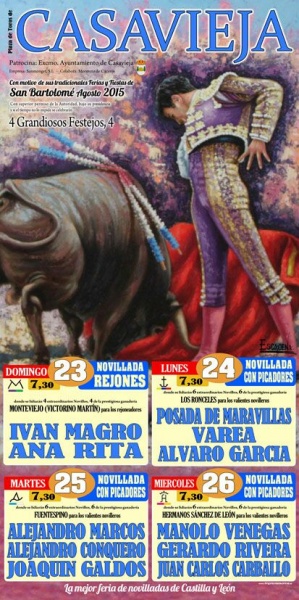 Plaza de Toros de:
CASAVIEJA
Patrocina: Excmo. Ayuntamiento de Casavieja
Con motivo de sus tradicionales Ferias y Fiestas de
San Bartolomé Agosto 2015
4 Grandiosos Festejos, 4
DOMINGO 23 NOVILLADA
7,30 REJONES
MONTEVIEJO (VICTORINO MARTÍN) para los rejoneadores
IVAN MAGRO
ANA RITA
LUNES 24 NOVILLADA
7,30 CON PICADORES
LOS RONCELES para los valientes novilleros
POSADA DE MARAVILLAS
VAREA
ALVARO GARCIA
MARTES 25 NOVILLADA
7,30 CON PICADORES
FUENTESPINO para los valientes novilleros
ALEJANDRO MARCOS
ALEJANDRO CONQUERO
JOAQUÍN GALDOS
MIERCOLES 26 NOVILLADA
7,30 CON PICADORES
HERMANOS SÁNCHEZ DE LEÓN para los valientes novilleros
MANOLO VENEGAS
GERARDO RIVERA
JUAN CARLOS CARBALLO
La mejor feria de novilladas de Castilla y León